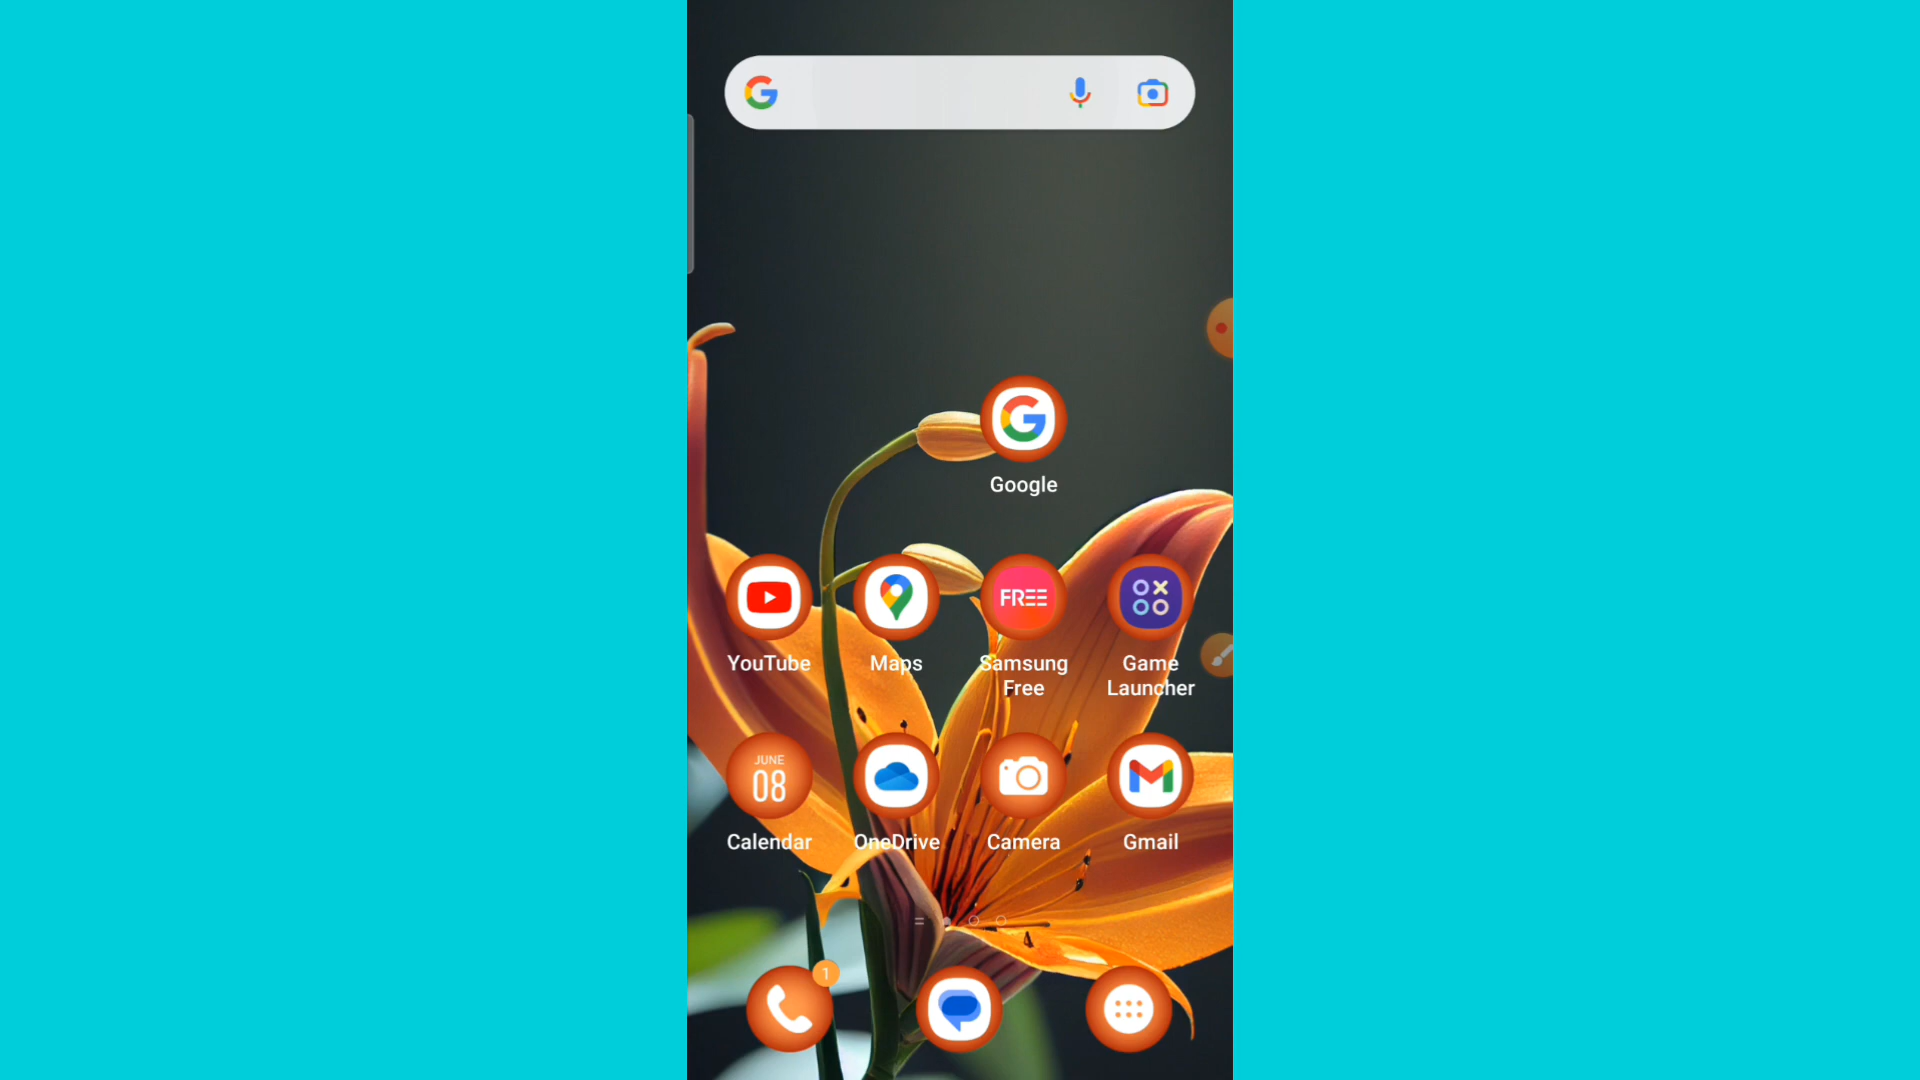 Google
FREE
YouTube
Maps
Samsung
Free
Game
Launcher
JUNE
08
Calendar
OneDrive
Camera
Gmail
1